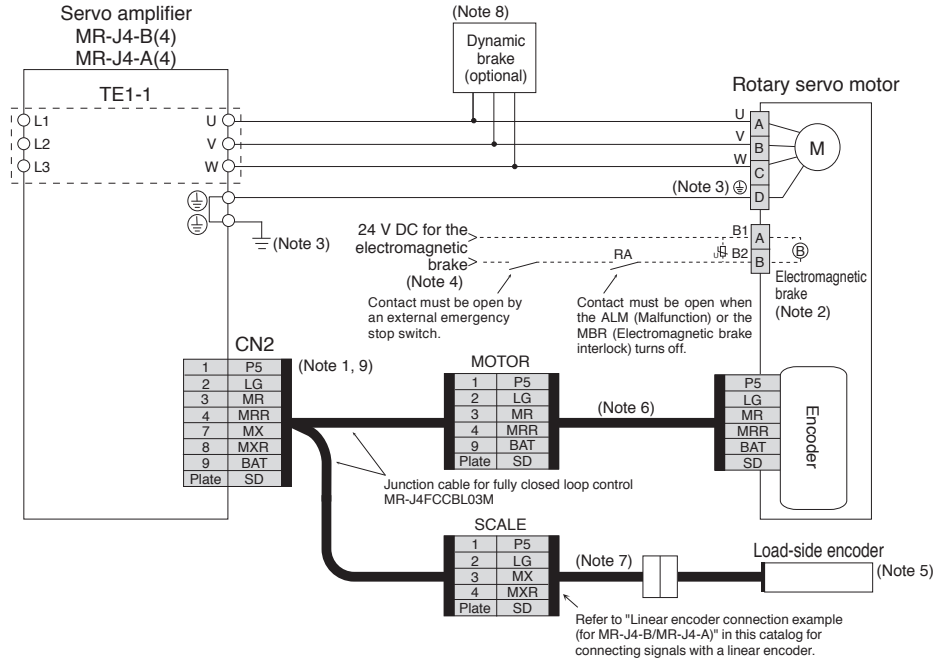 Servo amplifier
MR-J4-B(4)
MR-J4-A(4)
(Note 8)
Dynamic
brake
(optional)
Rotary servo motor
TE1-1
L1
L2
L3
U
V
W
U
V
W
A
B
C
D
M
(Note 3)
(Note 3)
24 V DC for the
electromagnetic
brake
(Note 4)
RA
B1
B2
U
A
B
B
Electromagnetic
brake
(Note 2)
Contact must be open by
an external emergency
stop switch.
Contact must be open when
the ALM (Malfunction) or the
MBR (Electromagnetic brake
interlock) turns off.
CN2
(Note 1, 9)
1 P5
2 LG
3 MR
4 MRR
7 MX
8 MXR
9 BAT
Plate SD
MOTOR
1 P5
2 LG
3 MR
4 MRR
9 BAT
Plate SD
(Note 6)
P5
LG
MR
MRR
BAT
SD
Encoder
Junction cable for fully closed loop control
MR-J4FCCBL03M
SCALE
1 P5
2 LG
3 MX
4 MXR
Plate SD
(Note 7)
Load-side encoder
(Note 5)
Refer to "Linear encoder connection example
(for MR-J4-B/MR-J4-A)" in this catalog for
connecting signals with a linear encoder.